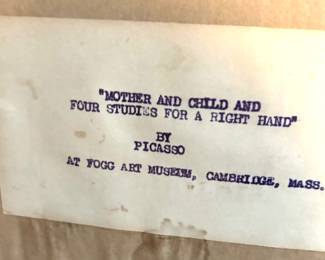 "MOTHER AND CHILD AND
FOUR STUDIES FOR A RIGHT HAND"
BY
PICASSO
AT FOGG ART MUSEUM, CAMBRIDGE, MASS.